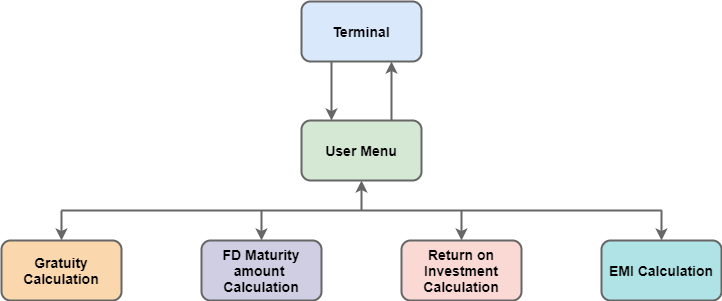 Terminal
User Menu
Gratuity
Calculation
FD Maturity
amount
Calculation
Return on
Investment
Calculation
EMI Calculation